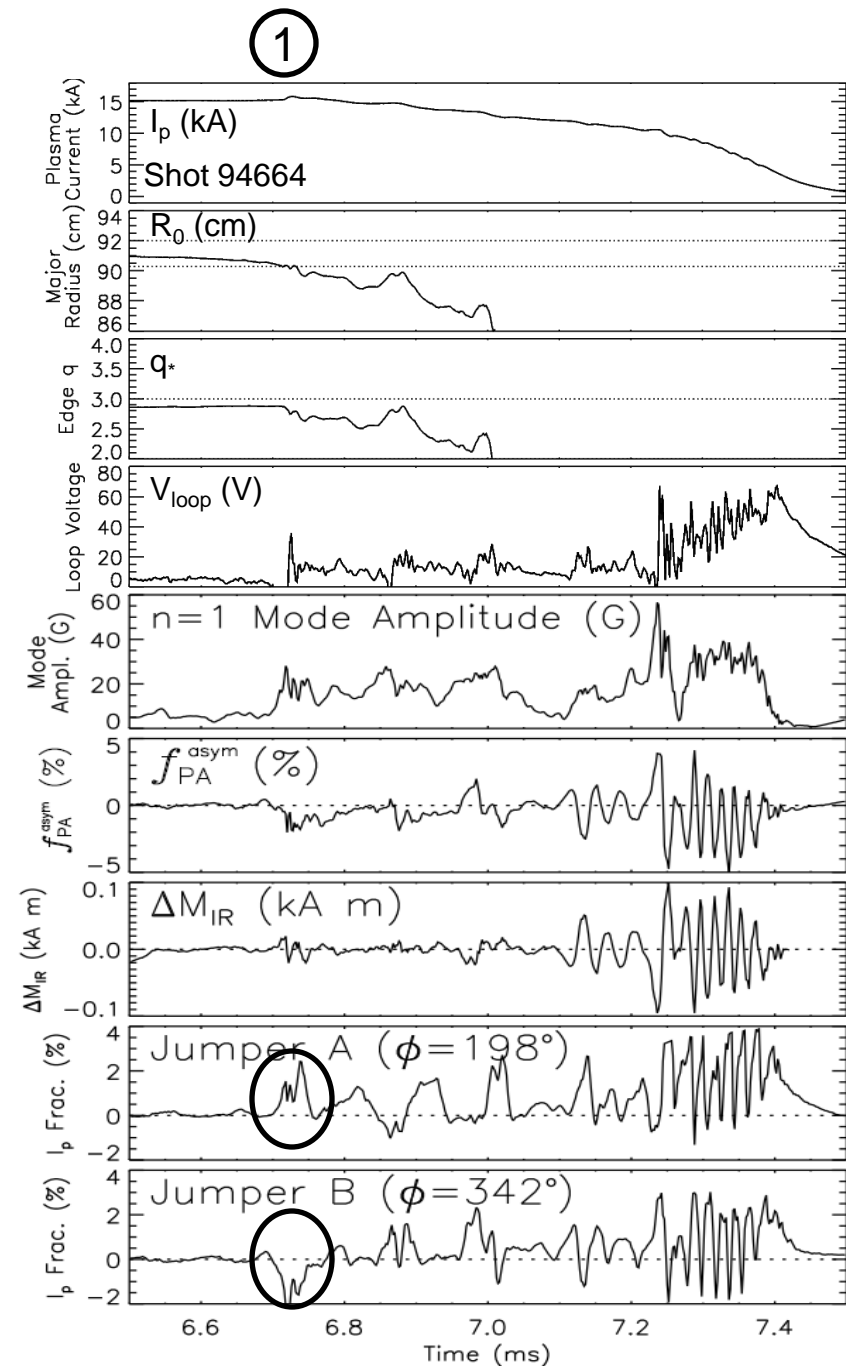 1
Plasma
Current (kA)
15
10
5
0
I_p (kA)
Shot 94664
Major
Radius (cm)
94
92
90
88
86
R_0 (cm)
Edge q
4.0
3.5
3.0
2.5
2.0
q_*
Loop Voltage
80
60
40
20
0
V_loop (V)
Mode
Ampl. (G)
60
40
20
0
n=1 Mode Amplitude (G)
f_PA^asym (%)
5
0
−5
f_PA^asym (%)
ΔM_IR (kA m)
0.1
0.0
−0.1
ΔM_IR (kA m)
I_p Frac. (%)
4
2
0
−2
Jumper A (ϕ=198°)
I_p Frac. (%)
4
2
0
−2
Jumper B (ϕ=342°)
6.6 6.8 7.0 7.2 7.4
Time (ms)